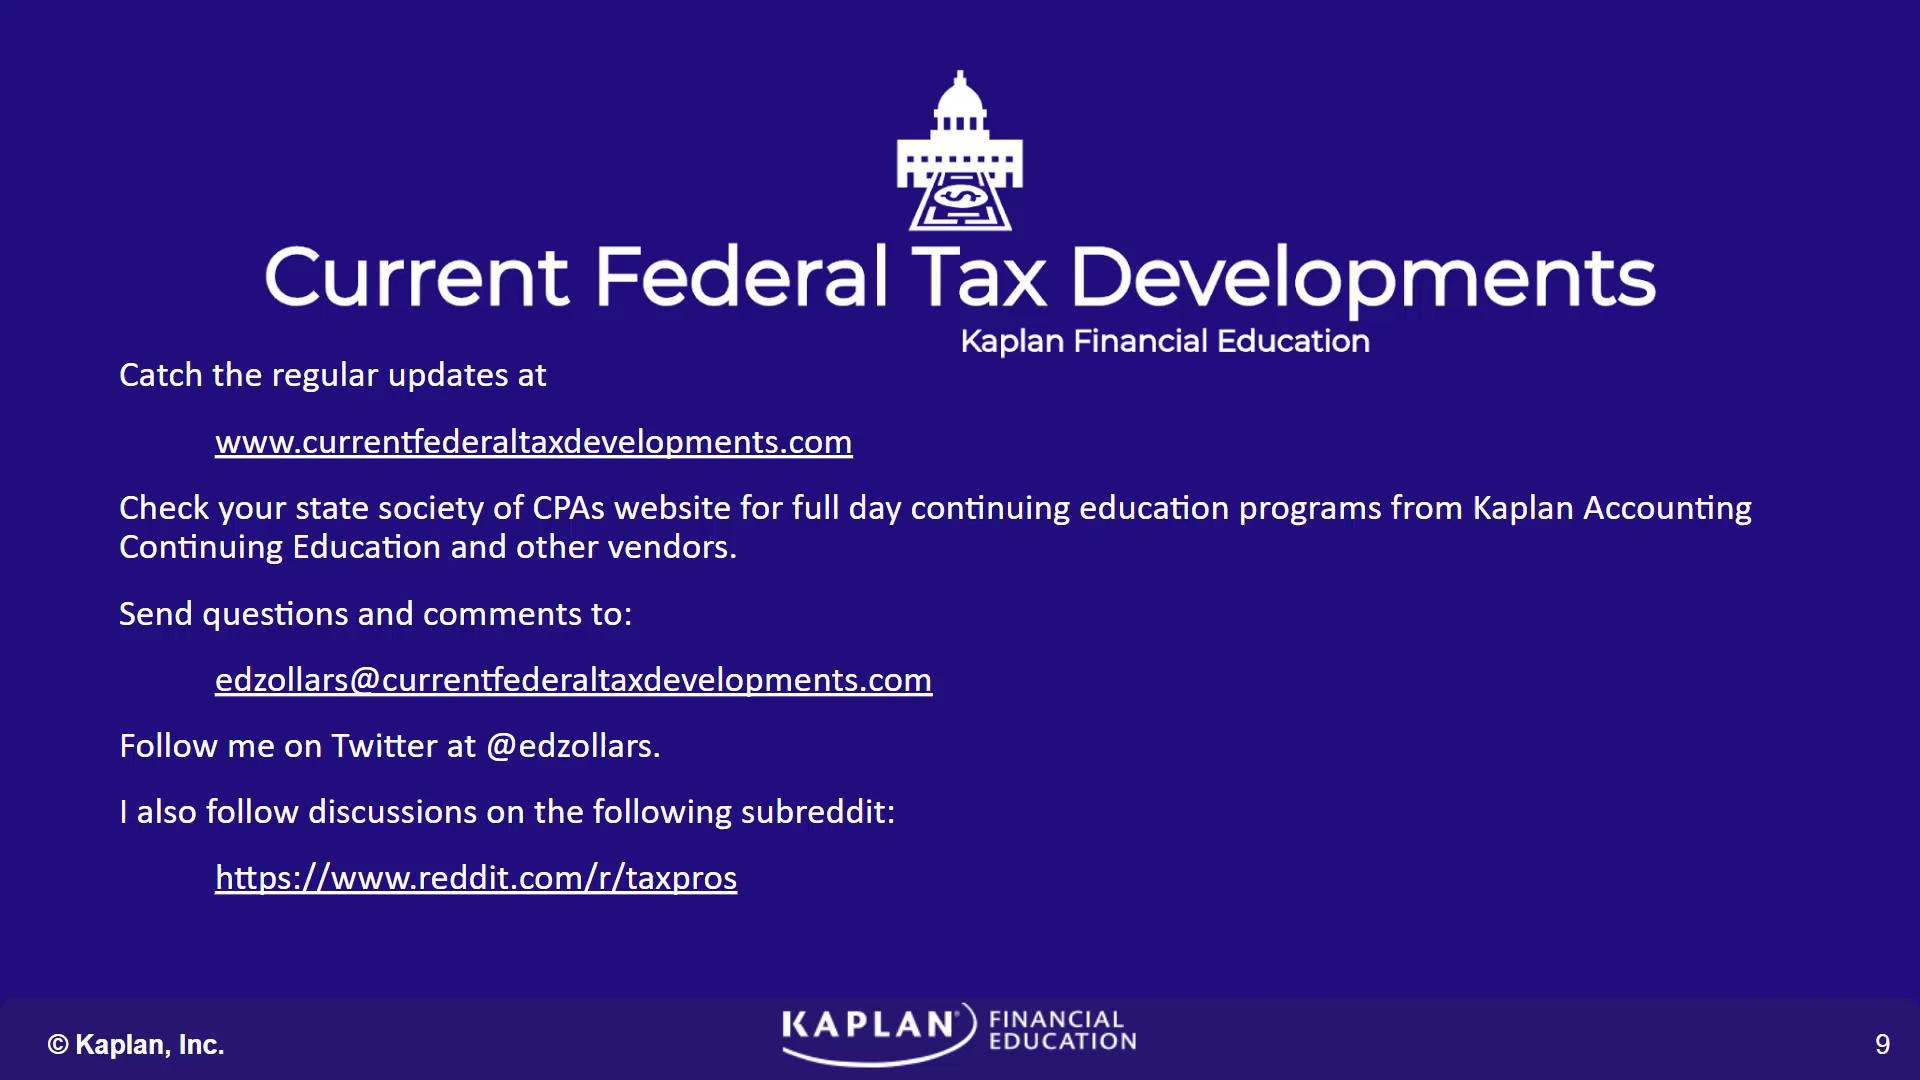 Current Federal Tax Developments
Kaplan Financial Education
Catch the regular updates at
www.currentfederaltaxdevelopments.com
Check your state society of CPAs website for full day continuing education programs from Kaplan Accounting
Continuing Education and other vendors.
Send questions and comments to:
edzollars@currentfederaltaxdevelopments.com
Follow me on Twitter at @edzollars.
I also follow discussions on the following subreddit:
https://www.reddit.com/r/taxpros
© Kaplan, Inc.
KAPLAN® FINANCIAL
EDUCATION
9